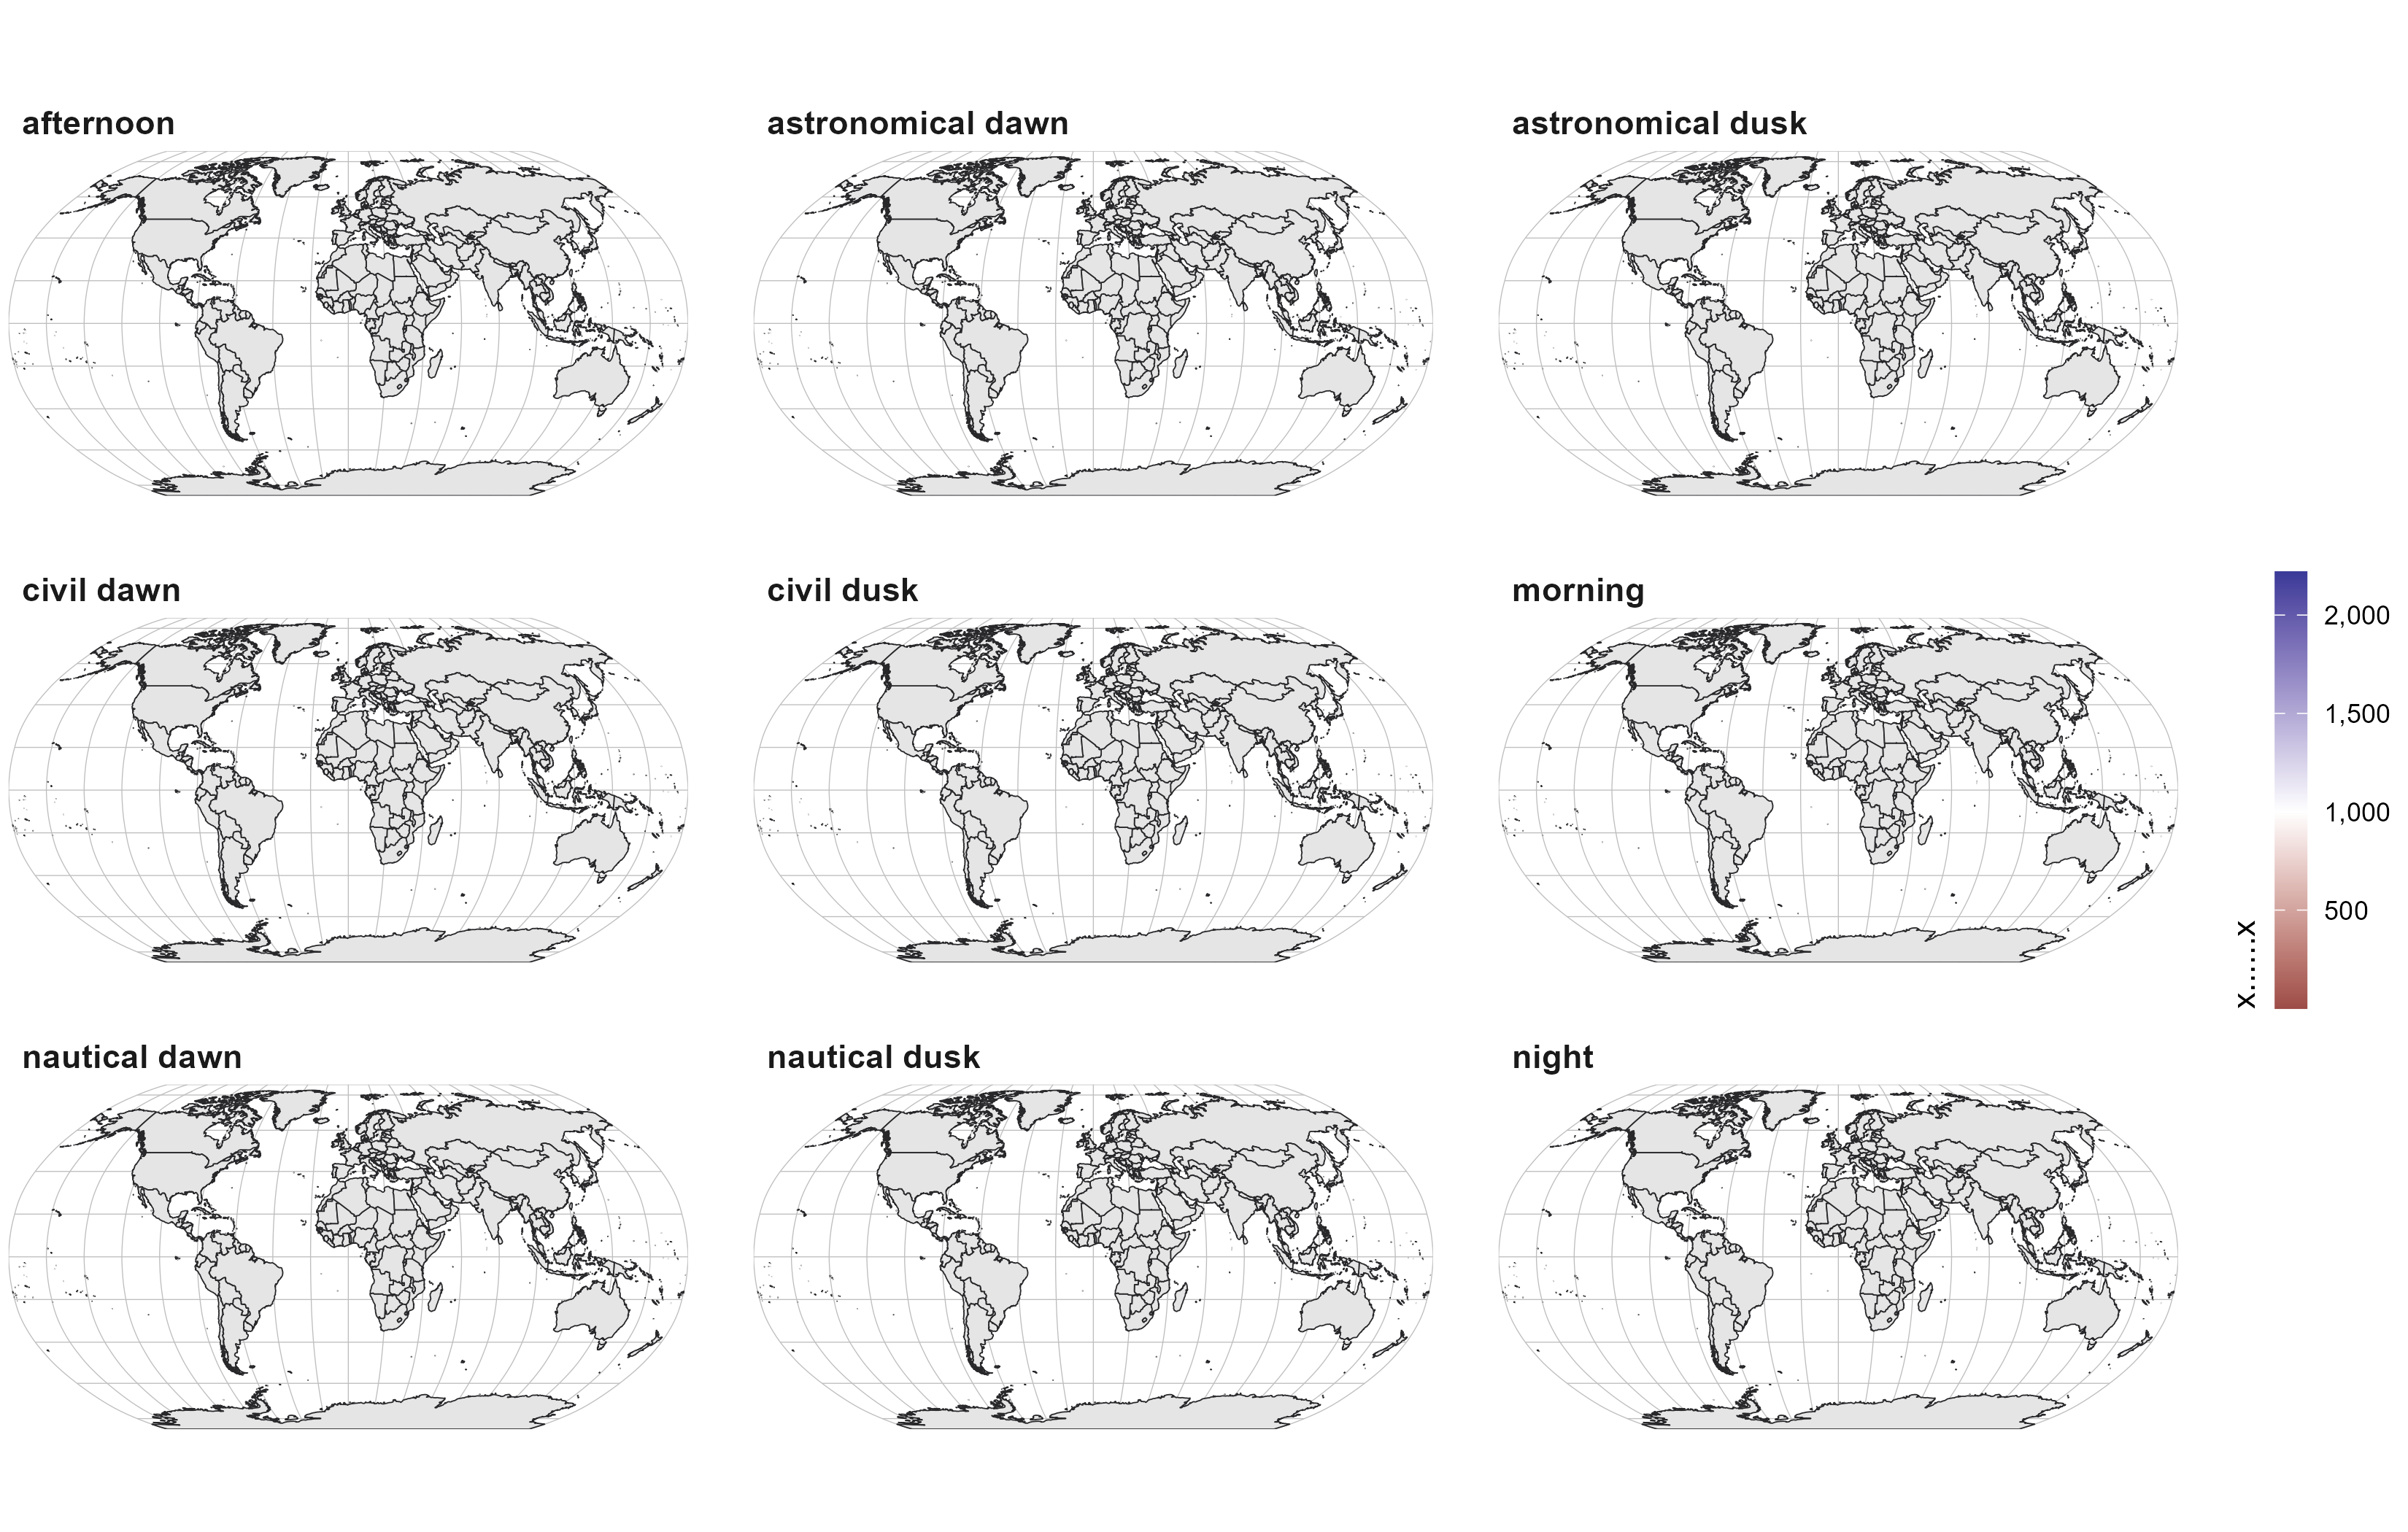 afternoon
astronomical dawn
astronomical dusk
civil dawn
civil dusk
morning
nautical dawn
nautical dusk
night
x......x
2,000
1,500
1,000
500